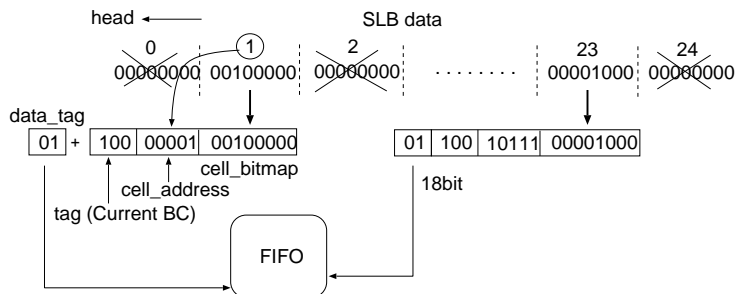 head SLB data
0 1 2 23 24
00000000 00100000 00000000 ........ 00001000 00000000
data_tag
01 + 100 00001 00100000 01 100 10111 00001000
cell_bitmap
cell_address 18bit
tag (Current BC)
FIFO